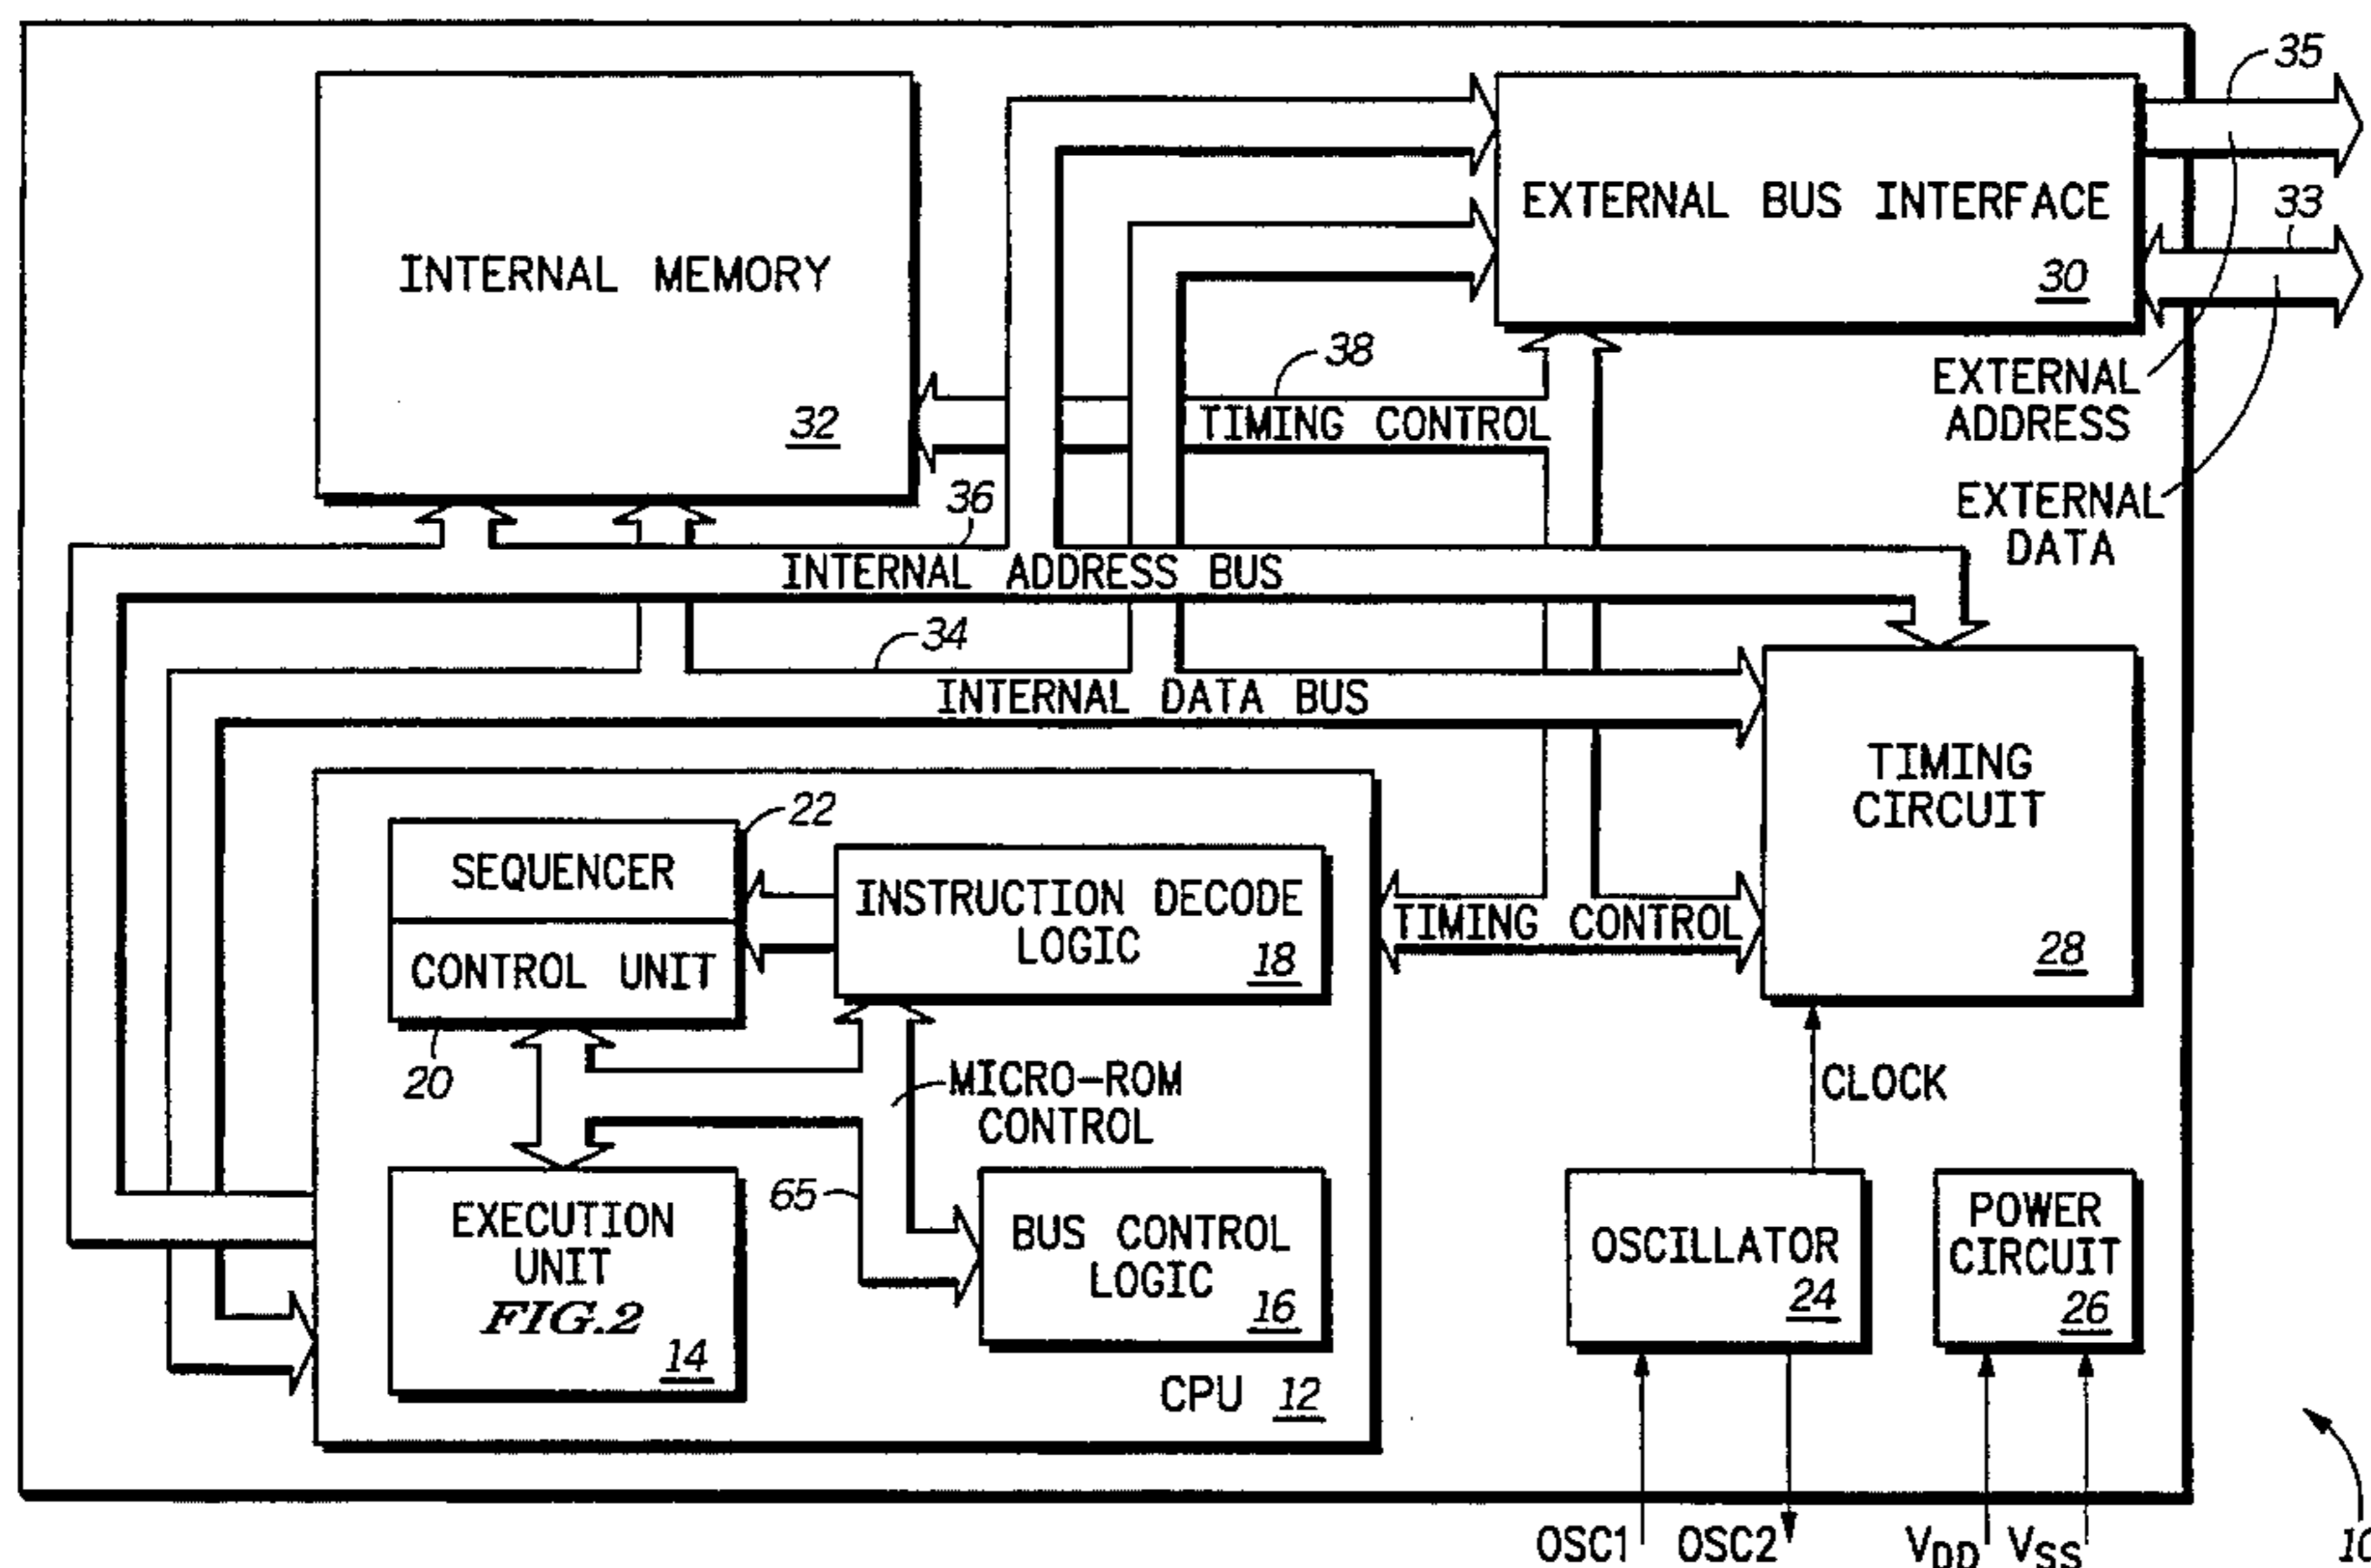 35
INTERNAL MEMORY
32
EXTERNAL BUS INTERFACE
30
33
38
TIMING CONTROL
EXTERNAL
ADDRESS
EXTERNAL
DATA
36
INTERNAL ADDRESS BUS
34
INTERNAL DATA BUS
TIMING
CIRCUIT
28
22
SEQUENCER
CONTROL UNIT
20
INSTRUCTION DECODE
LOGIC
18
TIMING CONTROL
MICRO-ROM
CONTROL
65
CLOCK
EXECUTION
UNIT
FIG.2
14
BUS CONTROL
LOGIC
16
CPU 12
OSCILLATOR
24
POWER
CIRCUIT
26
OSC1
OSC2
VDD
VSS